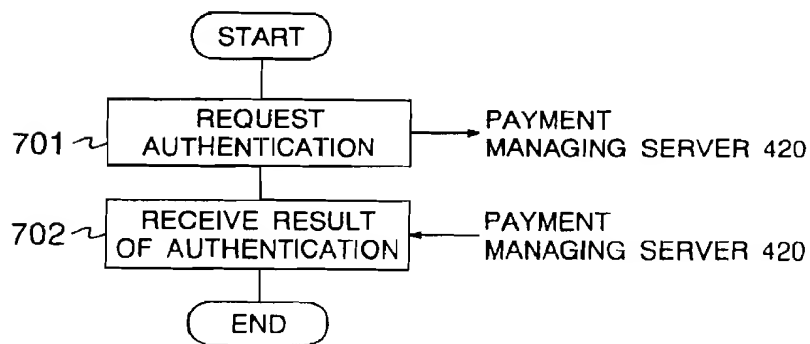 START
701
REQUEST
AUTHENTICATION
PAYMENT
MANAGING SERVER 420
702
RECEIVE RESULT
OF AUTHENTICATION
PAYMENT
MANAGING SERVER 420
END